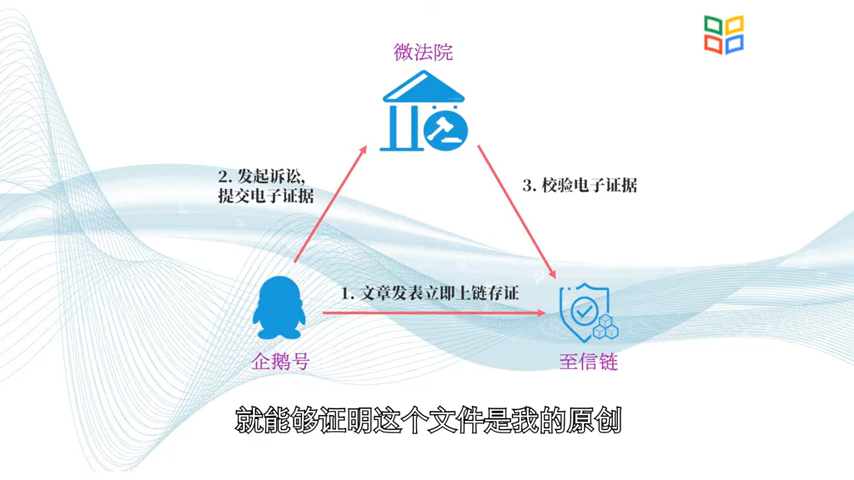 微法院
2. 发起诉讼,
提交电子证据
3. 校验电子证据
1. 文章发表立即上链存证
企鹅号
至信链
就能够证明这个文件是我的原创